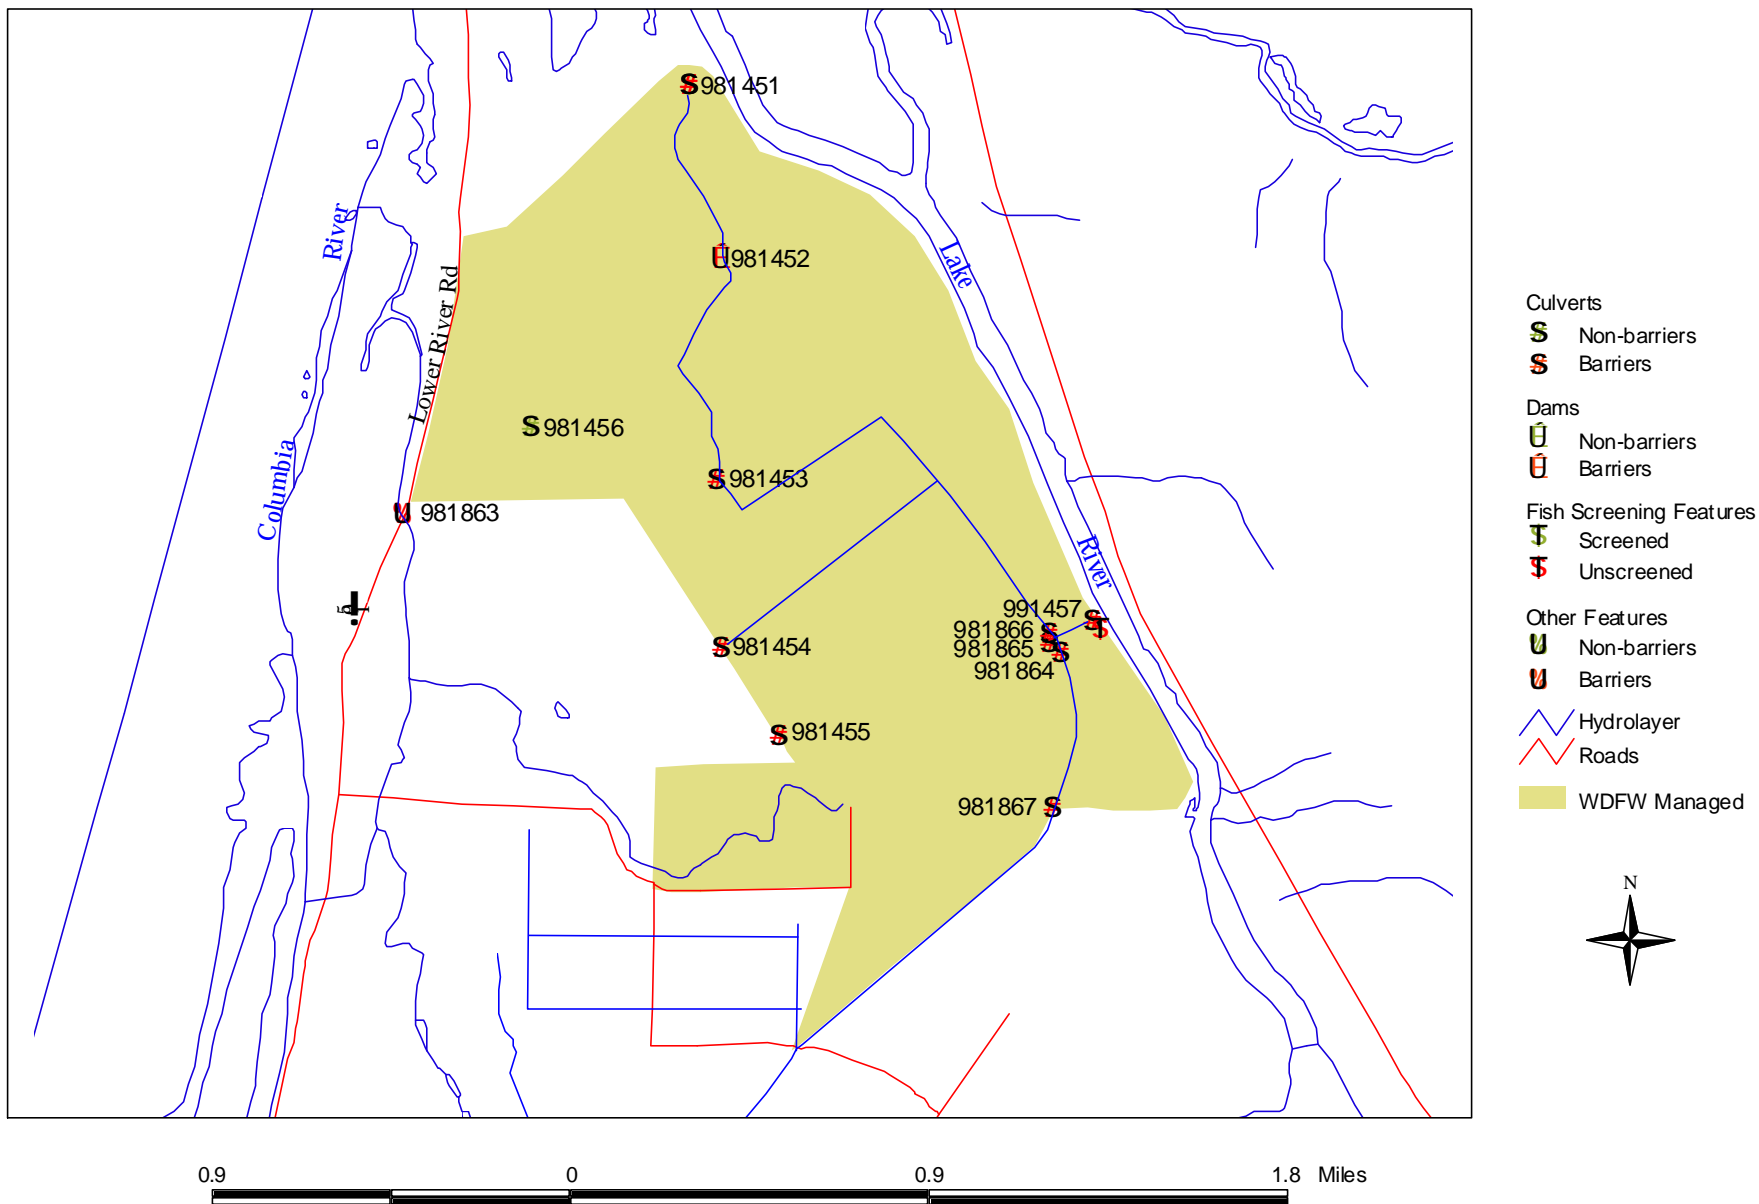 S 981451
River
Lake
U 981452
Lower River Rd
Culverts
S Non-barriers
S Barriers
Dams
Ú Non-barriers
Ú Barriers
S 981456
Columbia
S 981453
U 981863
Fish Screening Features
Screened
Unscreened
River
991457
981866
981865
981864
S 981454
Other Features
U Non-barriers
U Barriers
Hydrolayer
Roads
S 981455
WDFW Managed
981867 S
N
0.9 0 0.9 1.8 Miles